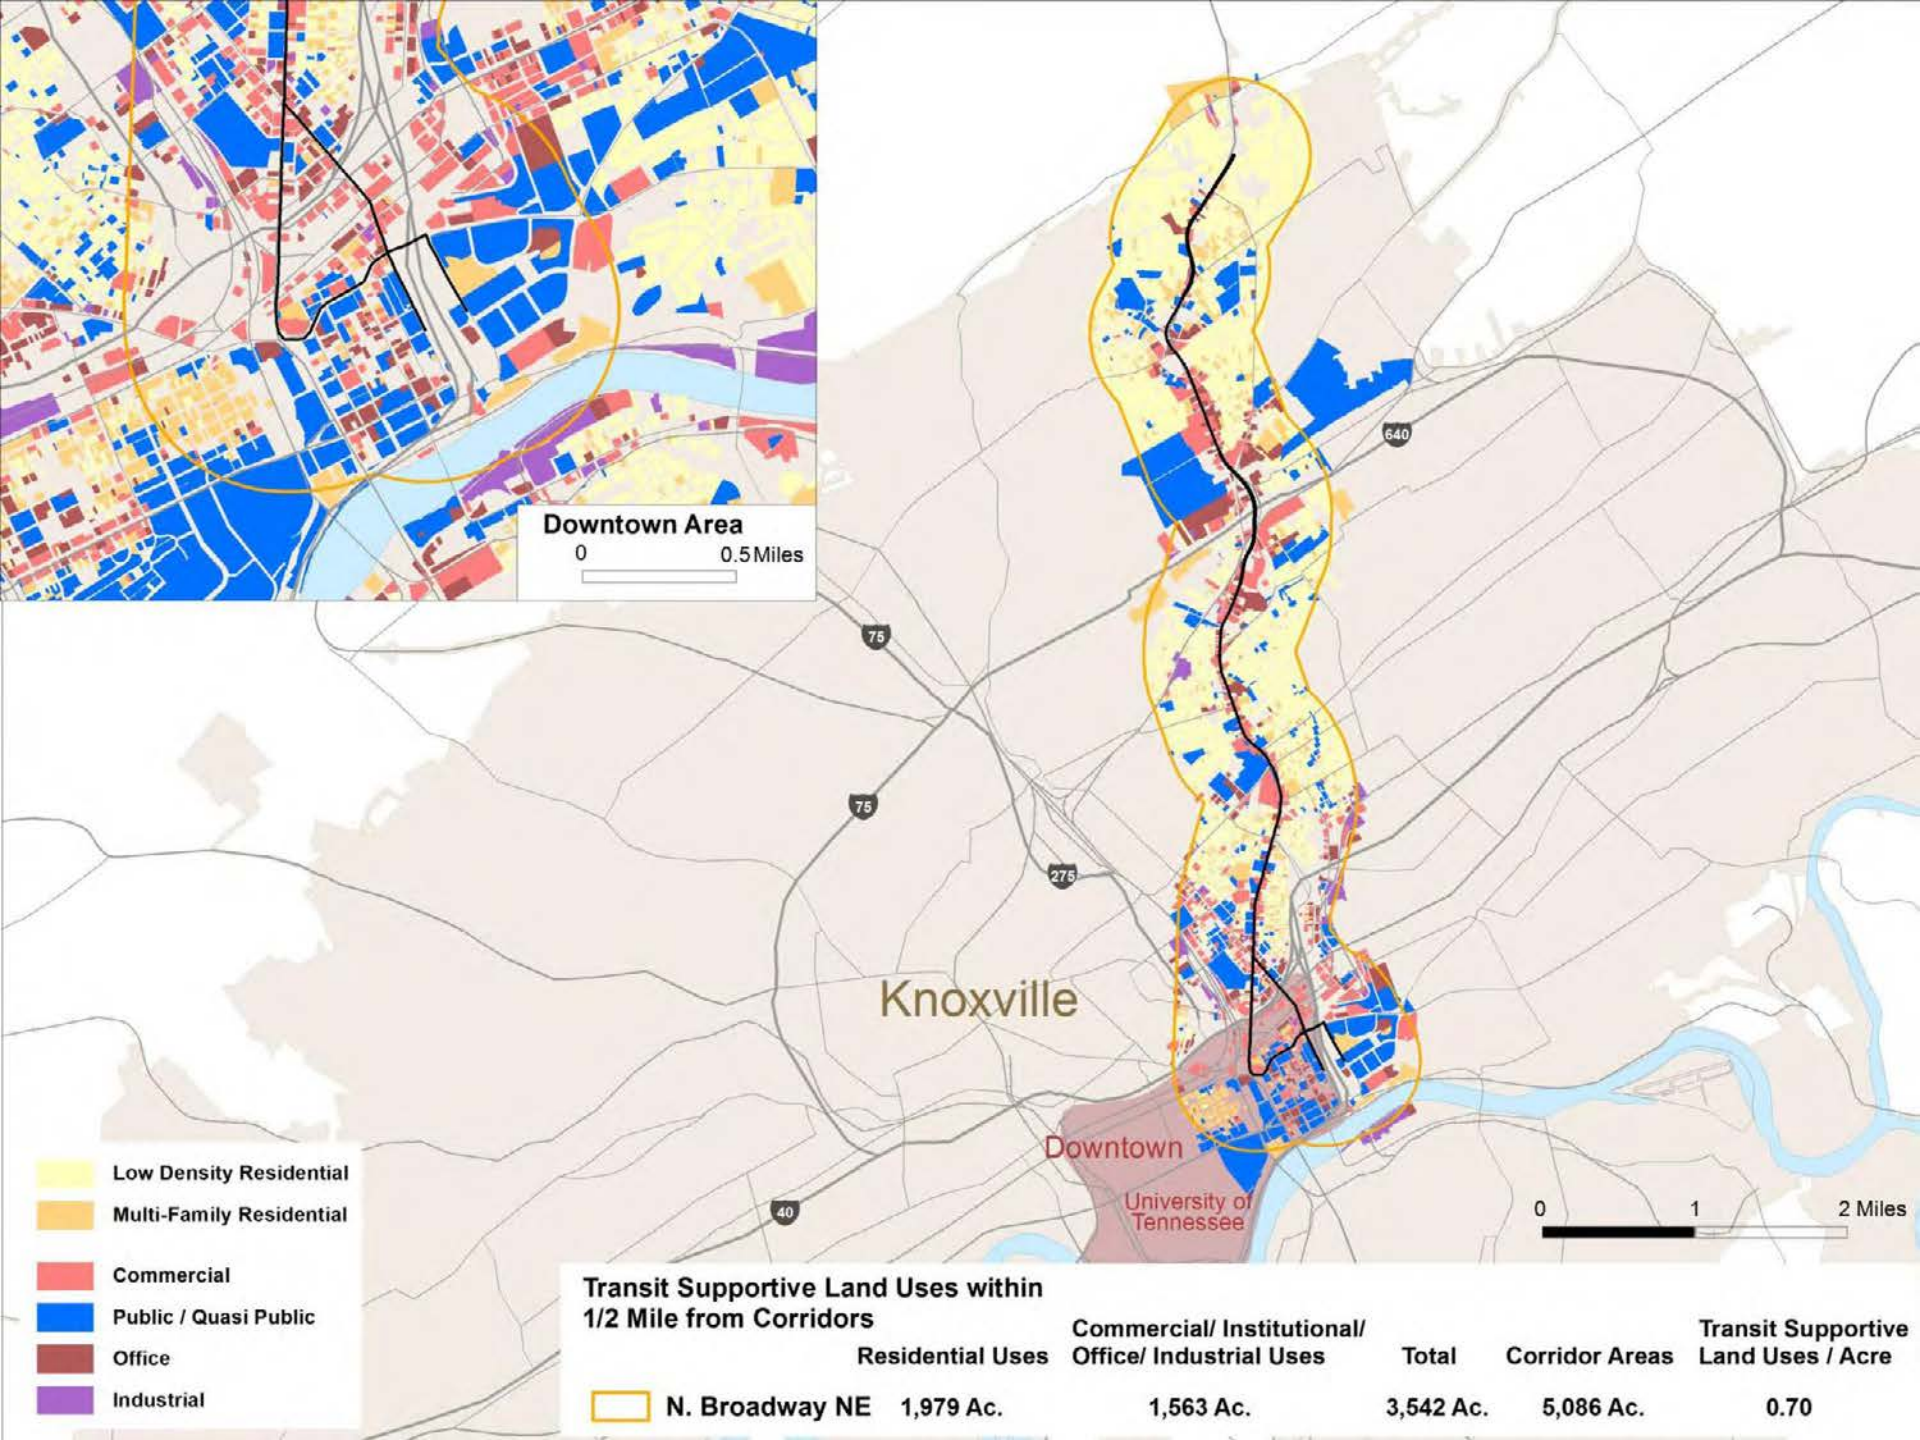 Downtown Area
0 0.5 Miles
640
75
75
275
Knoxville
Downtown
University of
Tennessee
40
0 1 2 Miles
Low Density Residential
Multi-Family Residential
Commercial
Public / Quasi Public
Office
Industrial
Transit Supportive Land Uses within
1/2 Mile from Corridors
Residential Uses
Commercial/ Institutional/
Office/ Industrial Uses
Total
Corridor Areas
Transit Supportive
Land Uses / Acre
N. Broadway NE 1,979 Ac. 1,563 Ac. 3,542 Ac. 5,086 Ac. 0.70